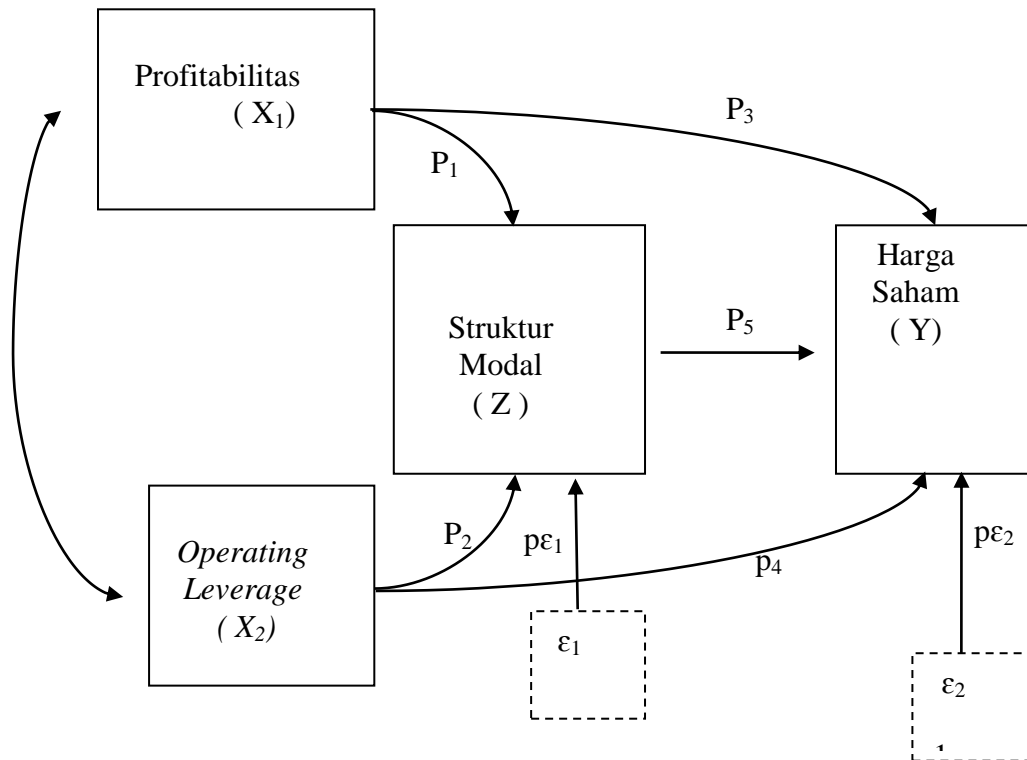 Profitabilitas
( X₁)
P₃
P₁
Harga
Saham
( Y)
Struktur
Modal
( Z )
P₅
Operating
Leverage
( X₂)
P₂
pε₁
p₄
pε₂
ε₁
ε₂